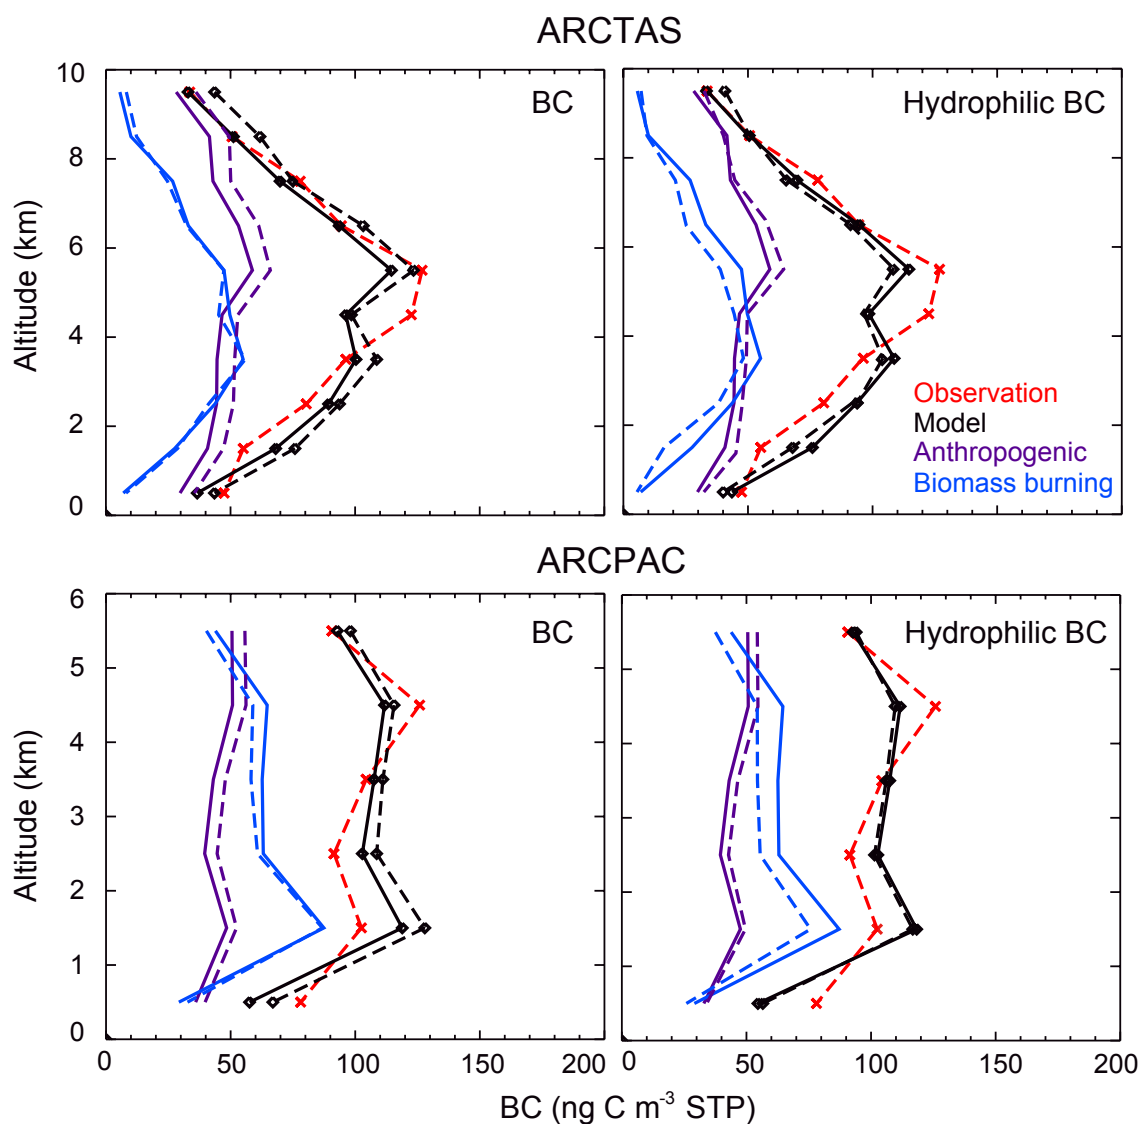 ARCTAS
10
8
6
4
2
0
Altitude (km)
BC
Hydrophilic BC
Observation
Model
Anthropogenic
Biomass burning
ARCPAC
6
5
4
3
2
1
0
Altitude (km)
BC
Hydrophilic BC
0 50 100 150 200
0 50 100 150 200
BC (ng C m⁻³ STP)